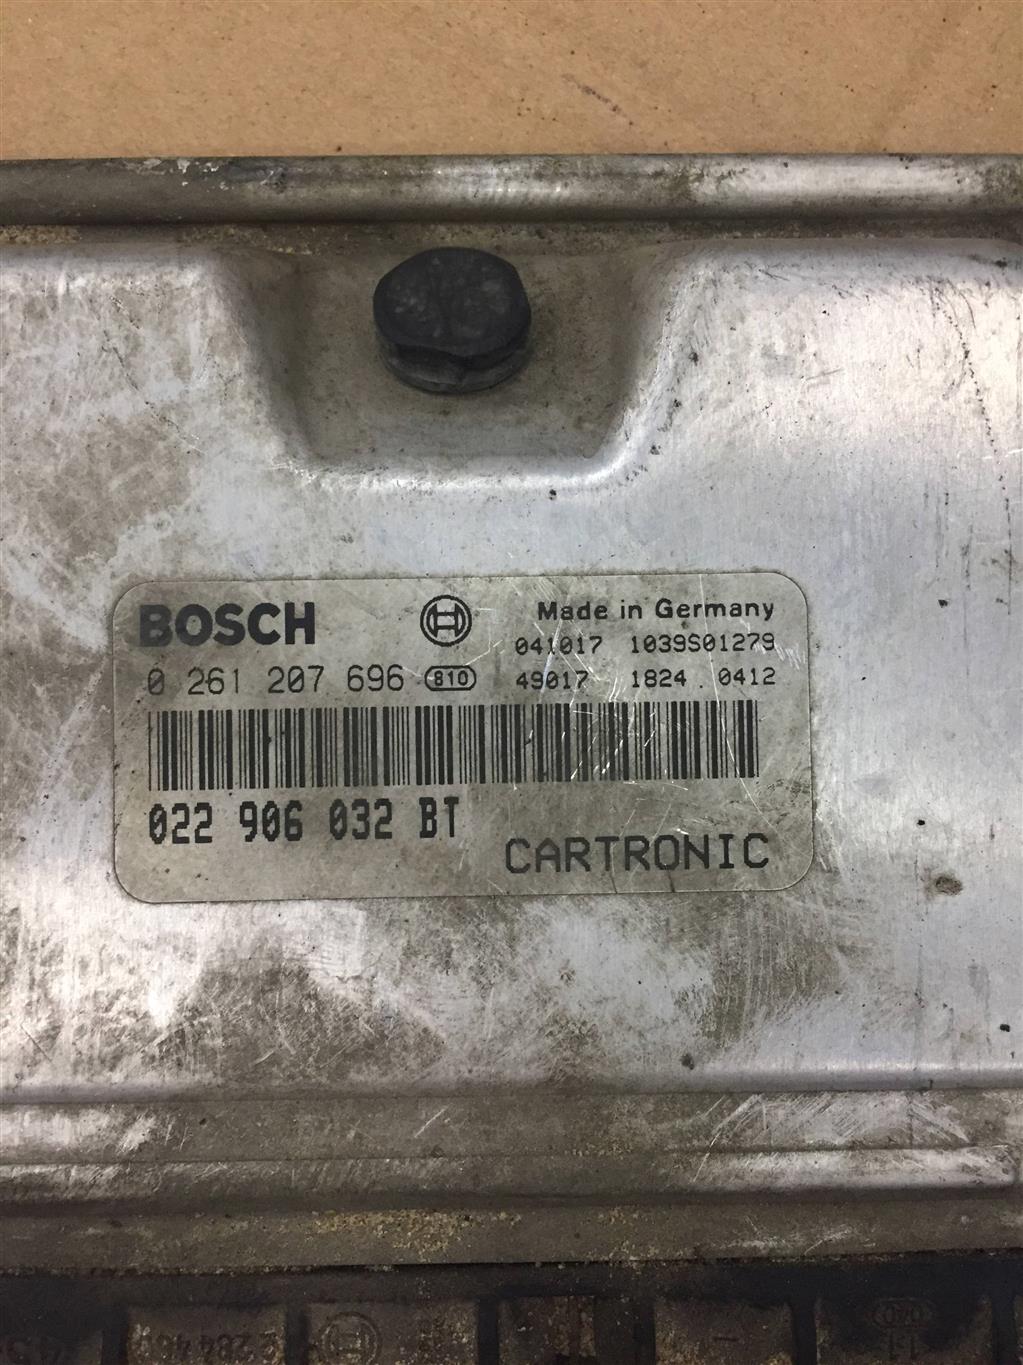 BOSCH
Made in Germany
041017 1039S01279
0 261 207 696 810
49017 1824 0412
022 906 032 BT
CARTRONIC